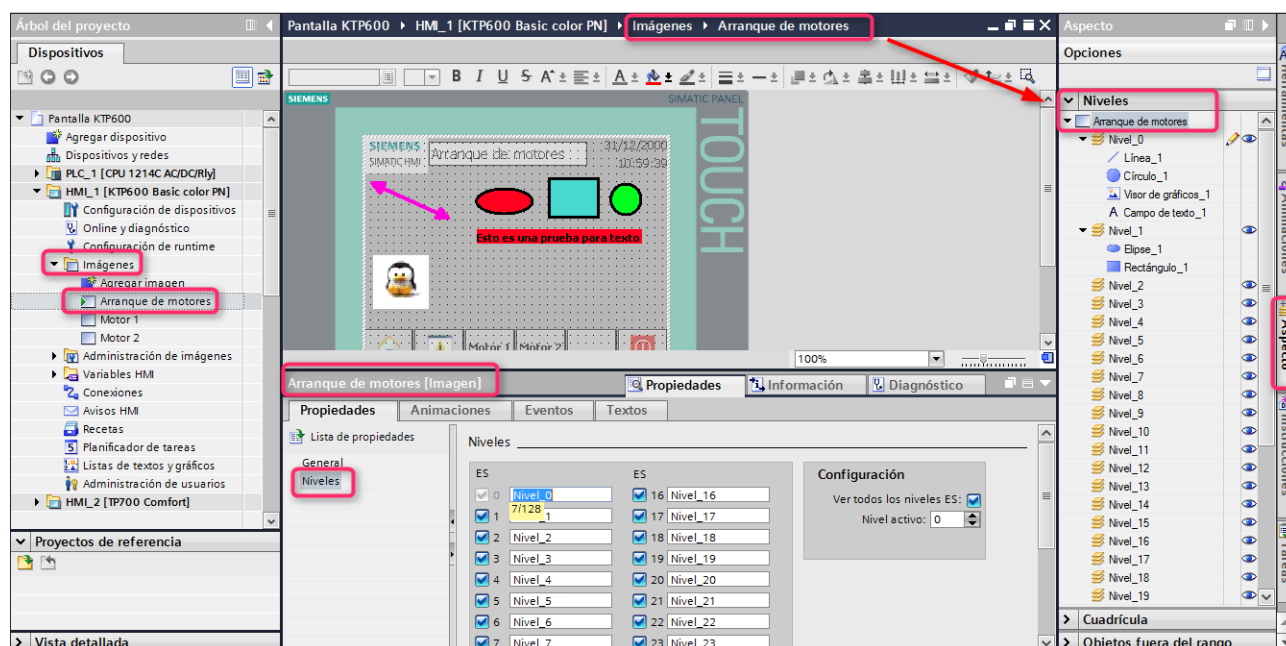 Árbol del proyecto
Dispositivos
Pantalla KTP600
Agregar dispositivo
Dispositivos y redes
PLC_1 [CPU 1214C AC/DC/Rly]
HMI_1 [KTP600 Basic color PN]
Configuración de dispositivos
Online y diagnóstico
Configuración de runtime
Imágenes
Agregar imagen
Arranque de motores
Motor 1
Motor 2
Administración de imágenes
Variables HMI
Conexiones
Avisos HMI
Recetas
Planificador de tareas
Listas de textos y gráficos
Administración de usuarios
HMI_2 [TP700 Comfort]
Proyectos de referencia
Vista detallada
Pantalla KTP600 HMI_1 [KTP600 Basic color PN] Imágenes Arranque de motores
B I U S A A
SIEMENS SIMATIC PANEL
TOUCH
SIEMENS
SIMATIC HMI
Arranque de motores
31/12/2000
10:59:39
Esto es una prueba para texto
Motor 1 Motor 2
100%
Arranque de motores [Imagen]
Propiedades Información Diagnóstico
Propiedades Animaciones Eventos Textos
Lista de propiedades
General
Niveles
Niveles
ES ES
0 Nivel_0 16 Nivel_16
7/128
1 _1 17 Nivel_17
2 Nivel_2 18 Nivel_18
3 Nivel_3 19 Nivel_19
4 Nivel_4 20 Nivel_20
5 Nivel_5 21 Nivel_21
6 Nivel_6 22 Nivel_22
7 Nivel_7 23 Nivel_23
Configuración
Ver todos los niveles ES:
Nivel activo: 0
Aspecto
Opciones
Niveles
Arranque de motores
Nivel_0
Línea_1
Círculo_1
Visor de gráficos_1
A Campo de texto_1
Nivel_1
Elipse_1
Rectángulo_1
Nivel_2
Nivel_3
Nivel_4
Nivel_5
Nivel_6
Nivel_7
Nivel_8
Nivel_9
Nivel_10
Nivel_11
Nivel_12
Nivel_13
Nivel_14
Nivel_15
Nivel_16
Nivel_17
Nivel_18
Nivel_19
Cuadrícula
Objetos fuera del rango
Herramientas
Animaciones
Aspecto
Instrucciones
Tareas